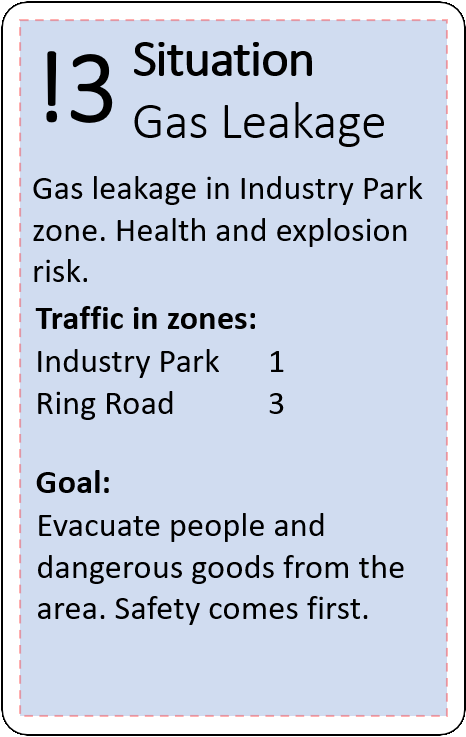 !3 Situation
Gas Leakage
Gas leakage in Industry Park
zone. Health and explosion
risk.
Traffic in zones:
Industry Park 1
Ring Road 3
Goal:
Evacuate people and
dangerous goods from the
area. Safety comes first.